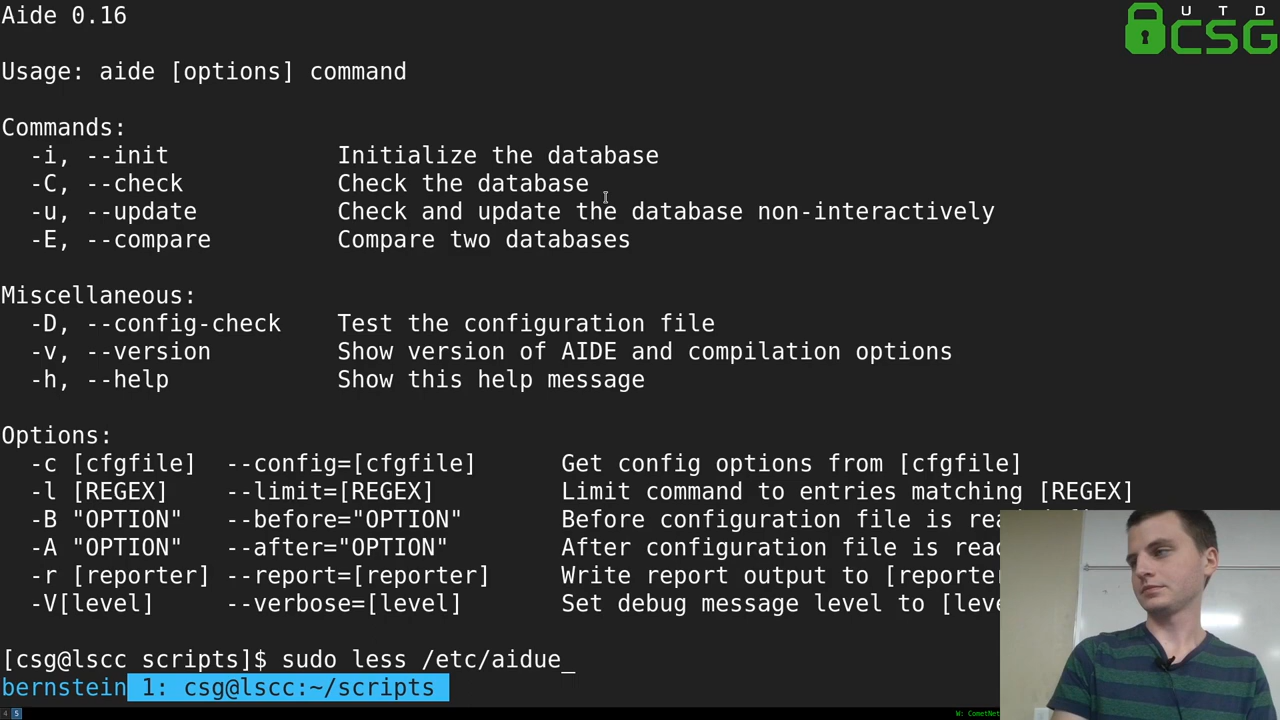 Aide 0.16
U T D
CSG
Usage: aide [options] command
Commands:
-i, --init Initialize the database
-C, --check Check the database
-u, --update Check and update the database non-interactively
-E, --compare Compare two databases
Miscellaneous:
-D, --config-check Test the configuration file
-v, --version Show version of AIDE and compilation options
-h, --help Show this help message
Options:
-c [cfgfile] --config=[cfgfile] Get config options from [cfgfile]
-l [REGEX] --limit=[REGEX] Limit command to entries matching [REGEX]
-B "OPTION" --before="OPTION" Before configuration file is
-A "OPTION" --after="OPTION" After configuration file is
-r [reporter] --report=[reporter] Write report output to [reporter
-V[level] --verbose=[level] Set debug message level to
[csg@lscc scripts]$ sudo less /etc/aidue_
bernstein 1: csg@lscc:~/scripts
4 5 W: CometNet